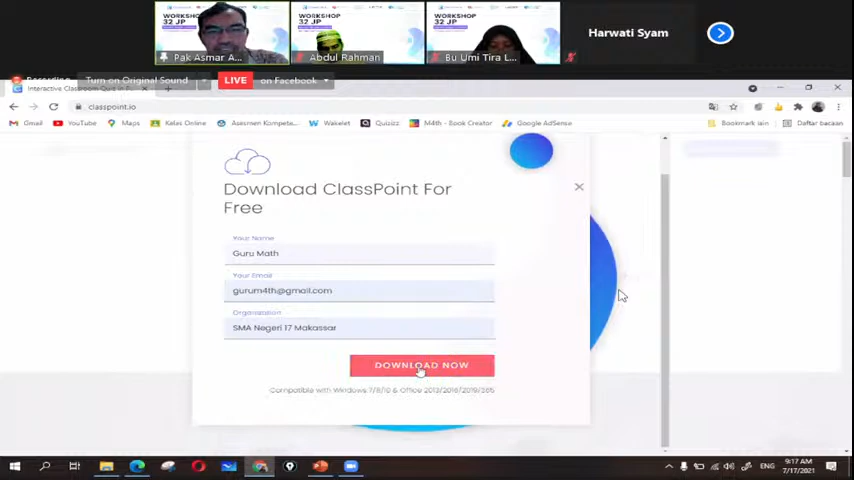 WORKSHOP
32 JP
WORKSHOP
32 JP
WORKSHOP
32 JP
Harwati Syam
Pak Asmar A...
Abdul Rahman
Bu Umi Tira L...
Recording
Turn on Original Sound
LIVE
on Facebook
Interactive Classroom Quiz in P
classpoint.io
Gmail
YouTube
Maps
Kelas Online
Asesmen Kompete...
Wakelet
Quizizz
M4th - Book Creator
Google AdSense
Bookmark lain
Daftar bacaan
Download ClassPoint For
Free
Your Name
Guru Math
Your Email
gurum4th@gmail.com
Organization
SMA Negeri 17 Makassar
DOWNLOAD NOW
Compatible with Windows 7/8/10 & Office 2013/2016/2019/365
ENG
9:17 AM
7/17/2021